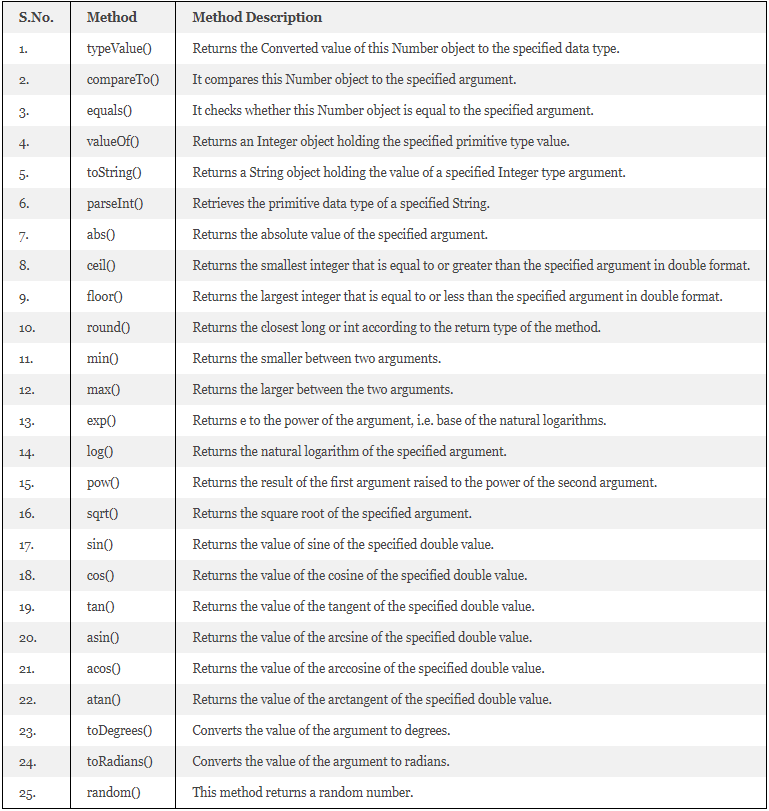 S.No. Method Method Description
1. typeValue() Returns the Converted value of this Number object to the specified data type.
2. compareTo() It compares this Number object to the specified argument.
3. equals() It checks whether this Number object is equal to the specified argument.
4. valueOf() Returns an Integer object holding the specified primitive type value.
5. toString() Returns a String object holding the value of a specified Integer type argument.
6. parseInt() Retrieves the primitive data type of a specified String.
7. abs() Returns the absolute value of the specified argument.
8. ceil() Returns the smallest integer that is equal to or greater than the specified argument in double format.
9. floor() Returns the largest integer that is equal to or less than the specified argument in double format.
10. round() Returns the closest long or int according to the return type of the method.
11. min() Returns the smaller between two arguments.
12. max() Returns the larger between the two arguments.
13. exp() Returns e to the power of the argument, i.e. base of the natural logarithms.
14. log() Returns the natural logarithm of the specified argument.
15. pow() Returns the result of the first argument raised to the power of the second argument.
16. sqrt() Returns the square root of the specified argument.
17. sin() Returns the value of sine of the specified double value.
18. cos() Returns the value of the cosine of the specified double value.
19. tan() Returns the value of the tangent of the specified double value.
20. asin() Returns the value of the arcsine of the specified double value.
21. acos() Returns the value of the arccosine of the specified double value.
22. atan() Returns the value of the arctangent of the specified double value.
23. toDegrees() Converts the value of the argument to degrees.
24. toRadians() Converts the value of the argument to radians.
25. random() This method returns a random number.